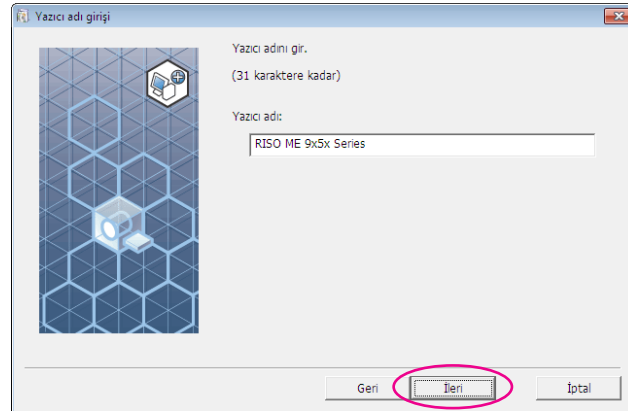 Yazıcı adı girişi
Yazıcı adını gir.
(31 karaktere kadar)
Yazıcı adı:
RISO ME 9x5x Series
Geri
İleri
İptal